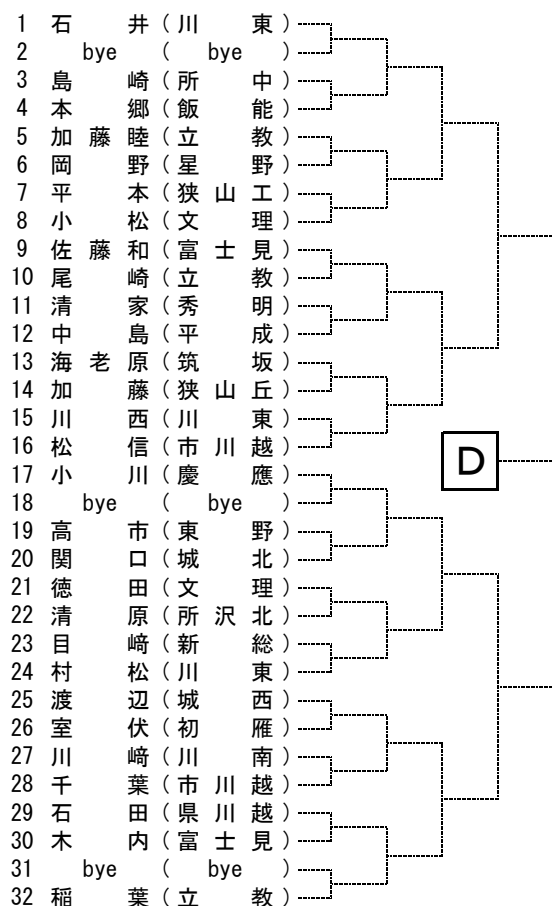 1 石井(川東)
2 bye(bye)
3 島崎(所中)
4 本郷(飯能)
5 加藤睦(立教)
6 岡野(星野)
7 平本(狭山工)
8 小松(文理)
9 佐藤和(富士見)
10 尾崎(立教)
11 清家(秀明)
12 中島(平成)
13 海老原(筑坂)
14 加藤(狭山丘)
15 川西(川東)
16 松信(市川越)
D
17 小川(慶應)
18 bye(bye)
19 高市(東野)
20 関口(城北)
21 徳田(文理)
22 清原(所沢北)
23 目﨑(新総)
24 村松(川東)
25 渡辺(城西)
26 室伏(初雁)
27 川﨑(川南)
28 千葉(市川越)
29 石田(県川越)
30 木内(富士見)
31 bye(bye)
32 稲葉(立教)